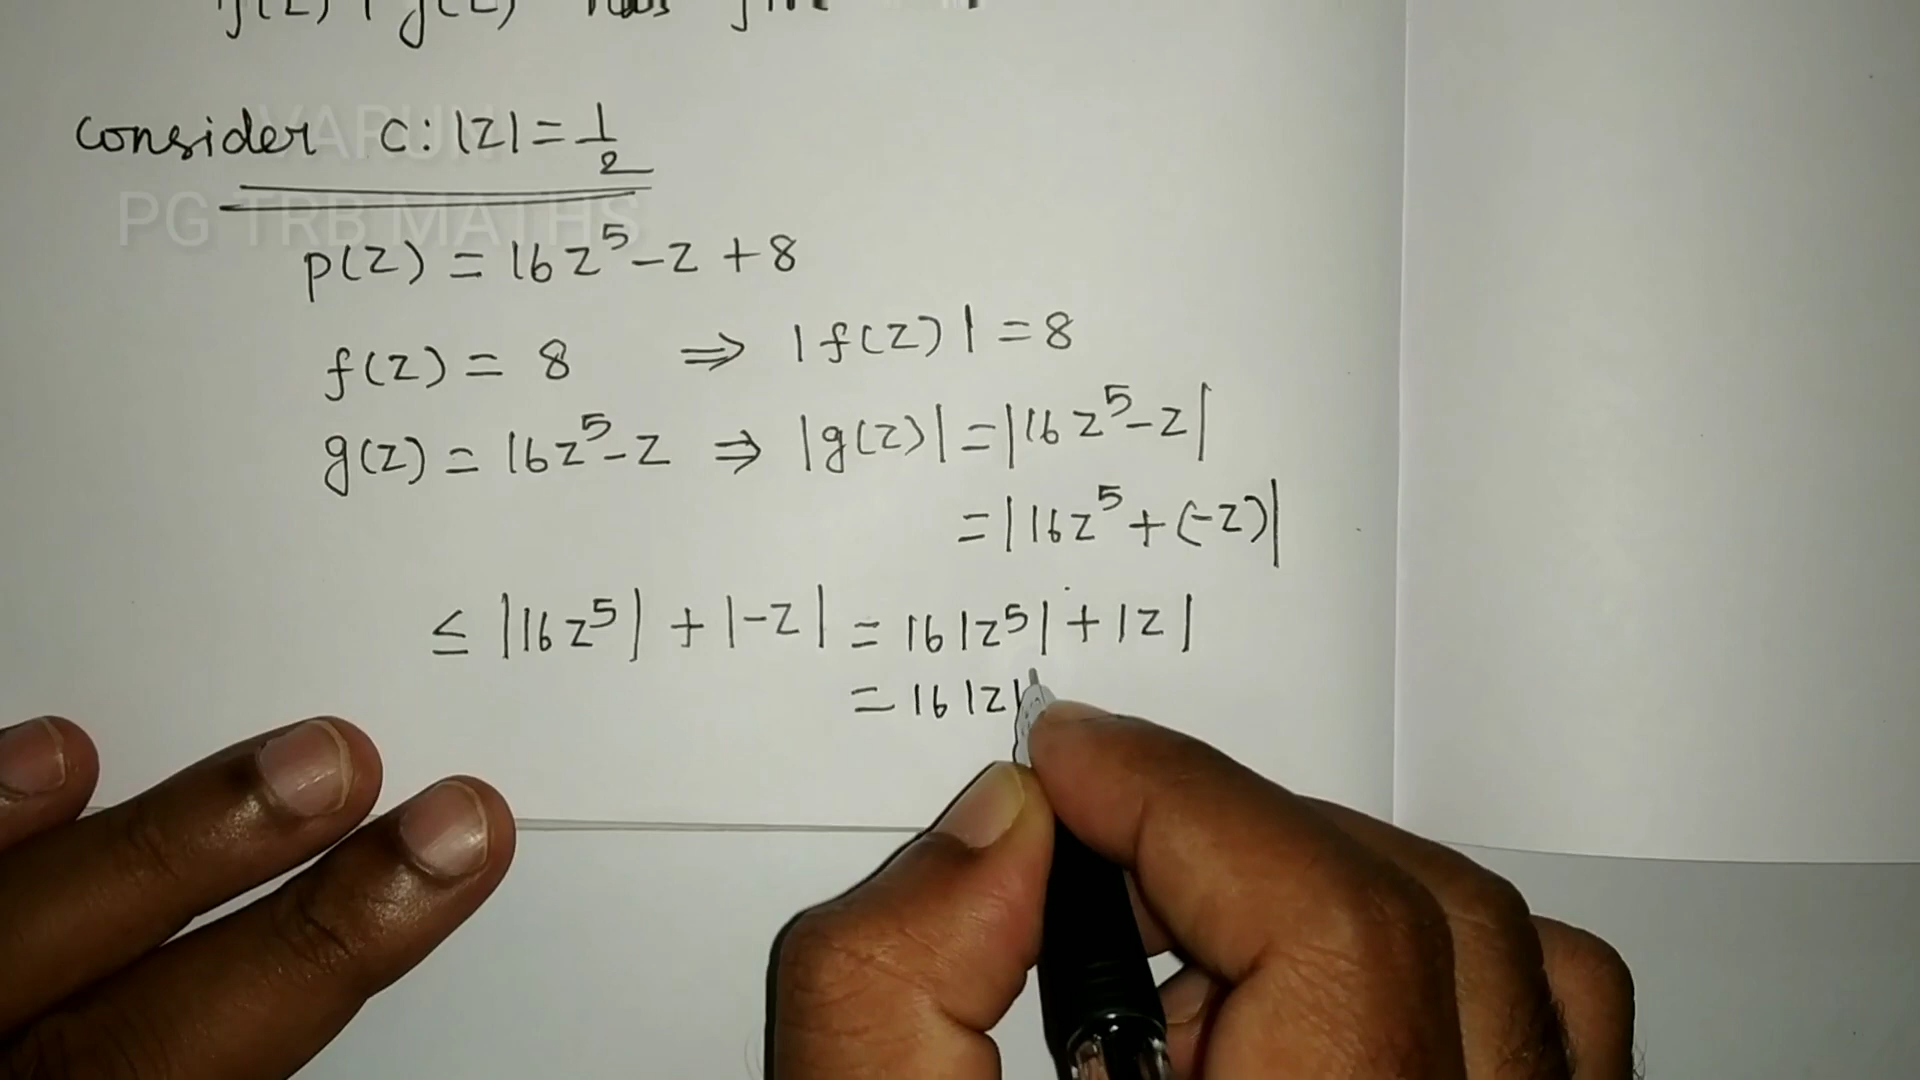 consider C: |z| = 1/2
VARUN
PG TRB MATHS
p(z) = 16z⁵ - z + 8
f(z) = 8 ⇒ |f(z)| = 8
g(z) = 16z⁵ - z ⇒ |g(z)| = |16z⁵ - z|
= |16z⁵ + (-z)|
≤ |16z⁵| + |-z| = 16|z⁵| + |z|
= 16|z|